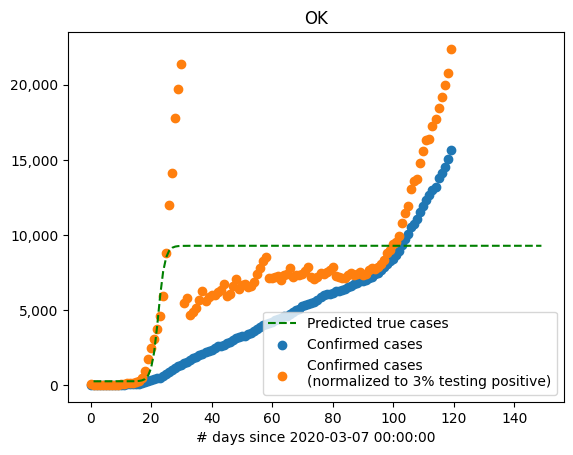 OK
20,000
15,000
10,000
5,000
0
Predicted true cases
Confirmed cases
Confirmed cases
(normalized to 3% testing positive)
0 20 40 60 80 100 120 140
# days since 2020-03-07 00:00:00